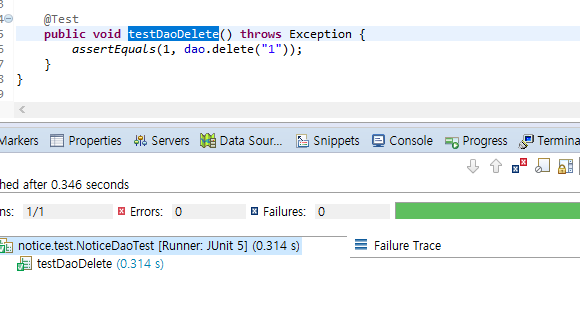 @Test
public void testDaoDelete() throws Exception {
assertEquals(1, dao.delete("1"));
}
}
Markers Properties Servers Data Sour... Snippets Console Progress Termina
hed after 0.346 seconds
ns: 1/1 Errors: 0 Failures: 0
notice.test.NoticeDaoTest [Runner: JUnit 5] (0.314 s) Failure Trace
testDaoDelete (0.314 s)